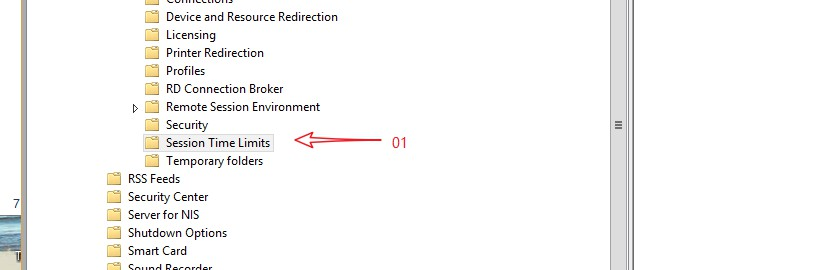 Connections
Device and Resource Redirection
Licensing
Printer Redirection
Profiles
RD Connection Broker
Remote Session Environment
Security
Session Time Limits
01
Temporary folders
RSS Feeds
Security Center
7
Server for NIS
Shutdown Options
Smart Card
Sound Recorder